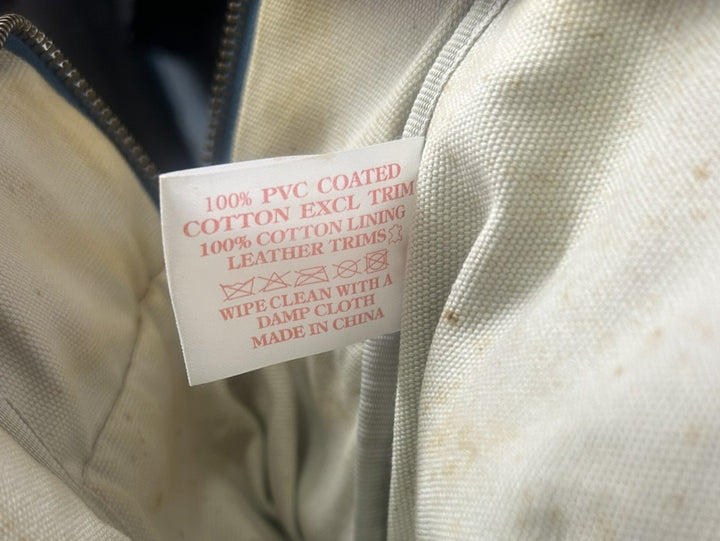 100% PVC COATED
COTTON EXCL TRIM
100% COTTON LINING
LEATHER TRIMS
WIPE CLEAN WITH A
DAMP CLOTH
MADE IN CHINA